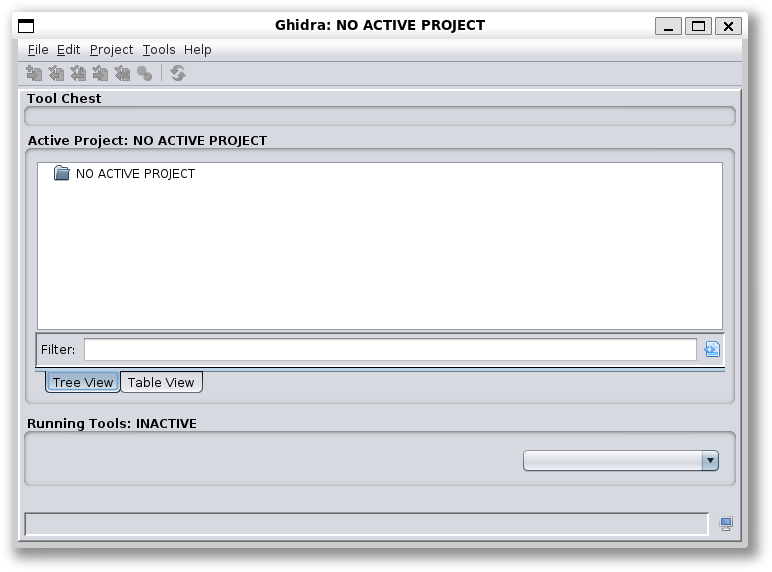 Ghidra: NO ACTIVE PROJECT
File Edit Project Tools Help
Tool Chest
Active Project: NO ACTIVE PROJECT
NO ACTIVE PROJECT
Filter:
Tree View Table View
Running Tools: INACTIVE